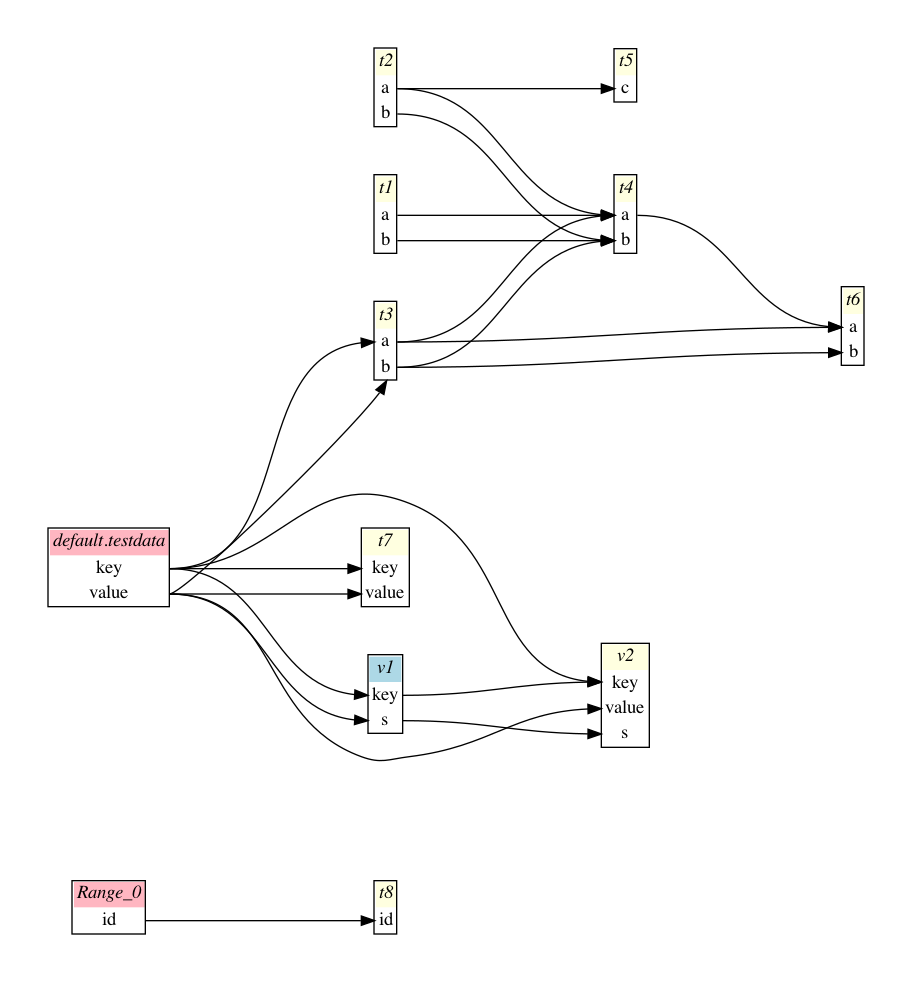 t2
a
b
t5
c
t1
a
b
t4
a
b
t3
a
b
t6
a
b
default.testdata
key
value
t7
key
value
v1
key
s
v2
key
value
s
Range_0
id
t8
id